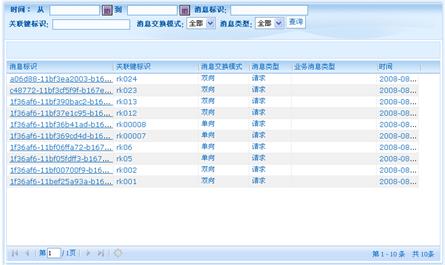 时间： 从 到 消息标识:
关联键标识: 消息交换模式: 全部 消息类型: 全部 查询
消息标识 关联键标识 消息交换模式 消息类型 业务消息类型 时间
a06d88-11bf3ea2003-b16... rk024 双向 请求 2008-08...
c48772-11bf3cf5f9f-b167e... rk023 双向 请求 2008-08...
1f36af6-11bf390bac2-b16... rk013 双向 请求 2008-08...
1f36af6-11bf37e1c95-b16... rk012 双向 请求 2008-08...
1f36af6-11bf36b41ad-b16... rk00008 单向 请求 2008-08...
1f36af6-11bf369cd4d-b16... rk00007 单向 请求 2008-08...
1f36af6-11bf06ffa72-b167... rk06 单向 请求 2008-08...
1f36af6-11bf05fdff3-b167... rk05 单向 请求 2008-08...
1f36af6-11bf00700f9-b16... rk002 双向 请求 2008-08...
1f36af6-11bef25a93a-b16... rk001 双向 请求 2008-08...
第 1 / 1页 第 1 - 10 条 共 10条